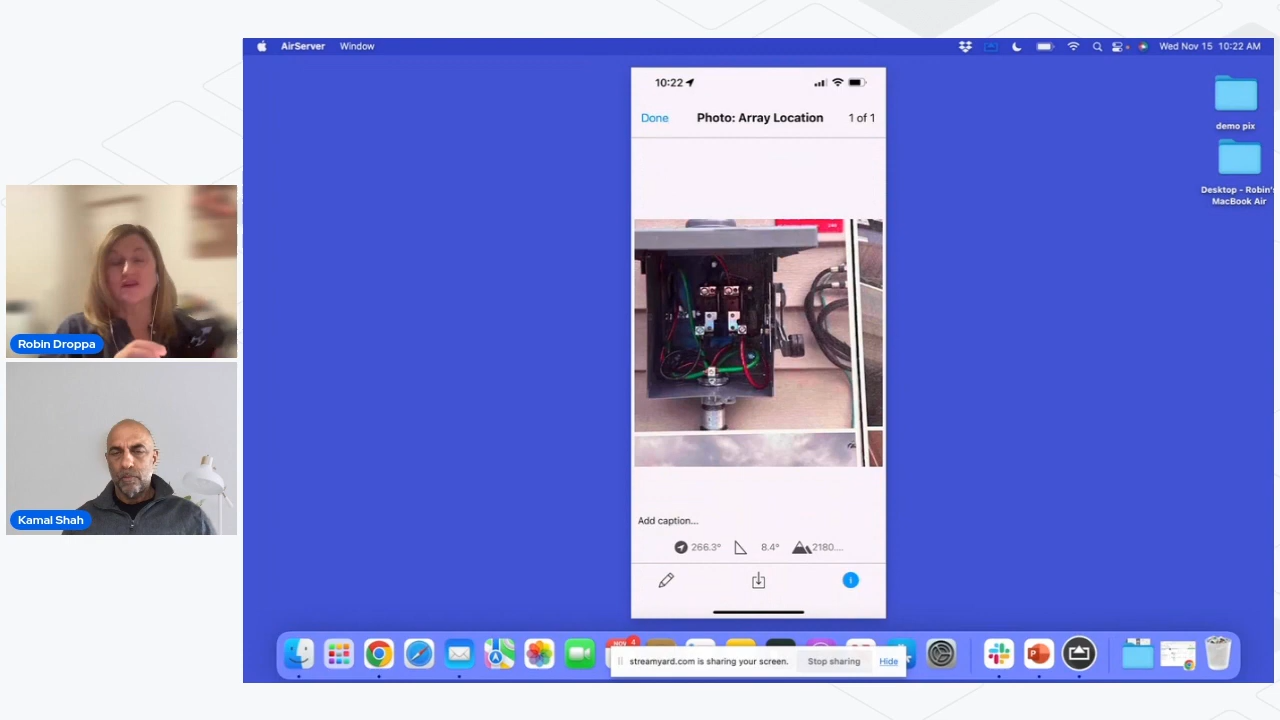 AirServer Window
Wed Nov 15 10:22 AM
10:22
Done Photo: Array Location 1 of 1
demo pix
Desktop - Robin's
MacBook Air
Robin Droppa
Kamal Shah
Add caption...
266.3° 8.4° 2180....
NOV 4
streamyard.com is sharing your screen. Stop sharing Hide